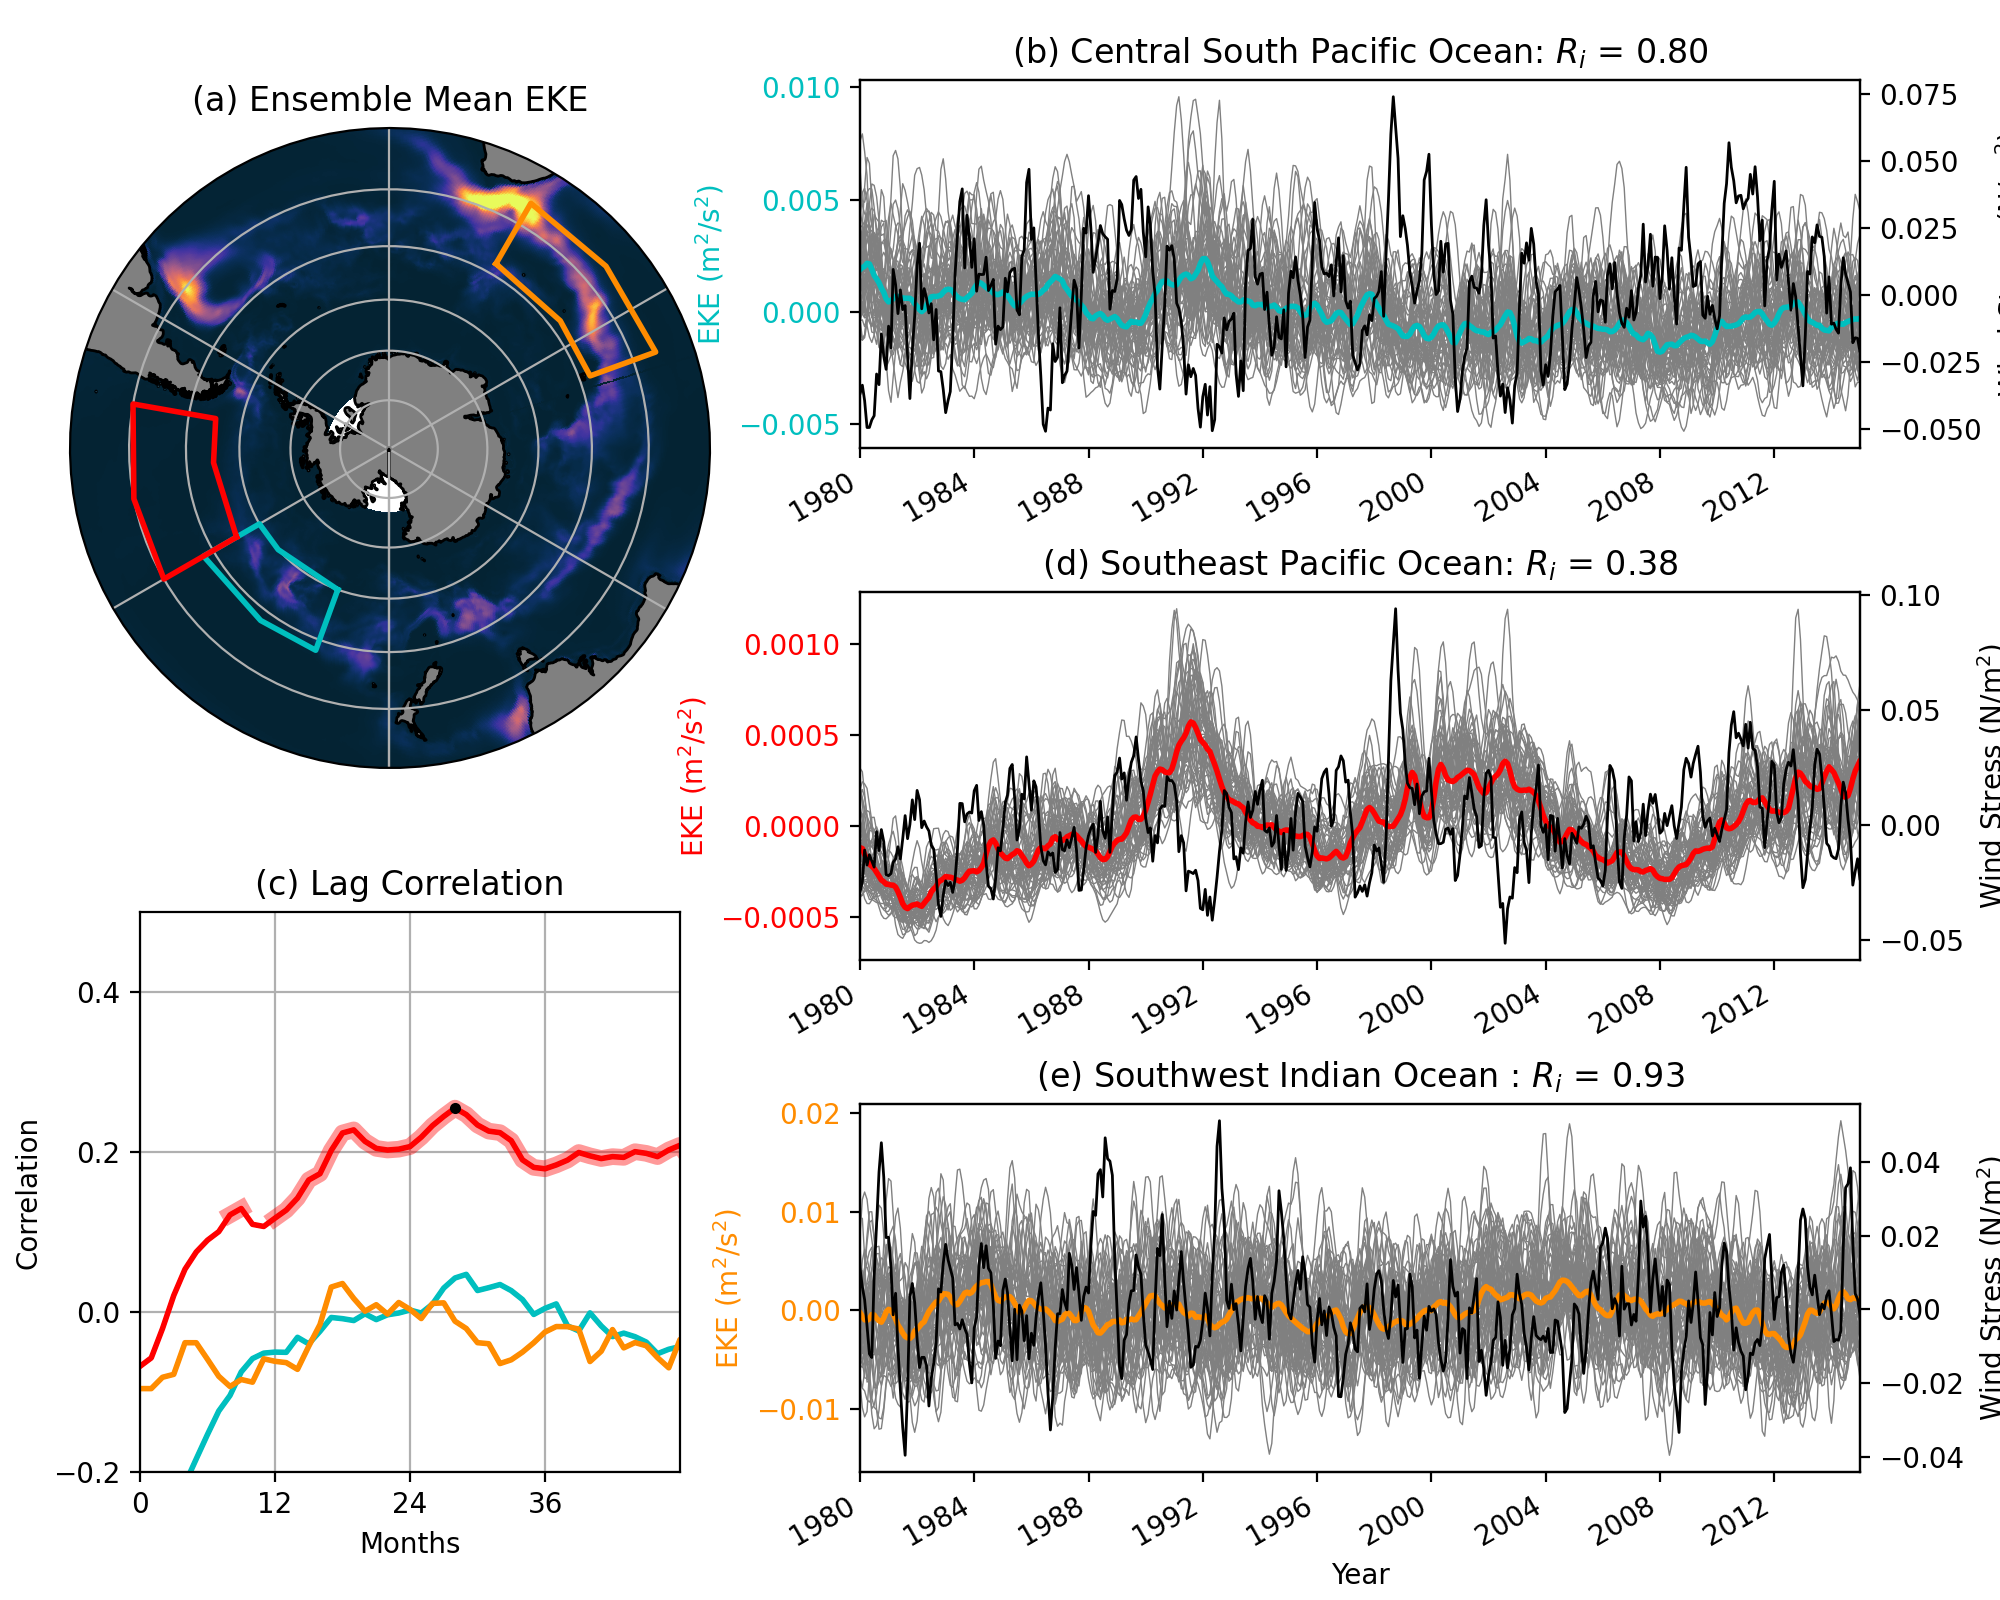 (a) Ensemble Mean EKE
(b) Central South Pacific Ocean: Rᵢ = 0.80
EKE (m²/s²)
0.010
0.005
0.000
−0.005
0.075
0.050
0.025
0.000
−0.025
−0.050
1980 1984 1988 1992 1996 2000 2004 2008 2012
(c) Lag Correlation
Correlation
0.4
0.2
0.0
−0.2
0 12 24 36
Months
(d) Southeast Pacific Ocean: Rᵢ = 0.38
EKE (m²/s²)
0.0010
0.0005
0.0000
−0.0005
0.10
0.05
0.00
−0.05
Wind Stress (N/m²)
1980 1984 1988 1992 1996 2000 2004 2008 2012
(e) Southwest Indian Ocean : Rᵢ = 0.93
EKE (m²/s²)
0.02
0.01
0.00
−0.01
0.04
0.02
0.00
−0.02
−0.04
Wind Stress (N/m²)
1980 1984 1988 1992 1996 2000 2004 2008 2012
Year